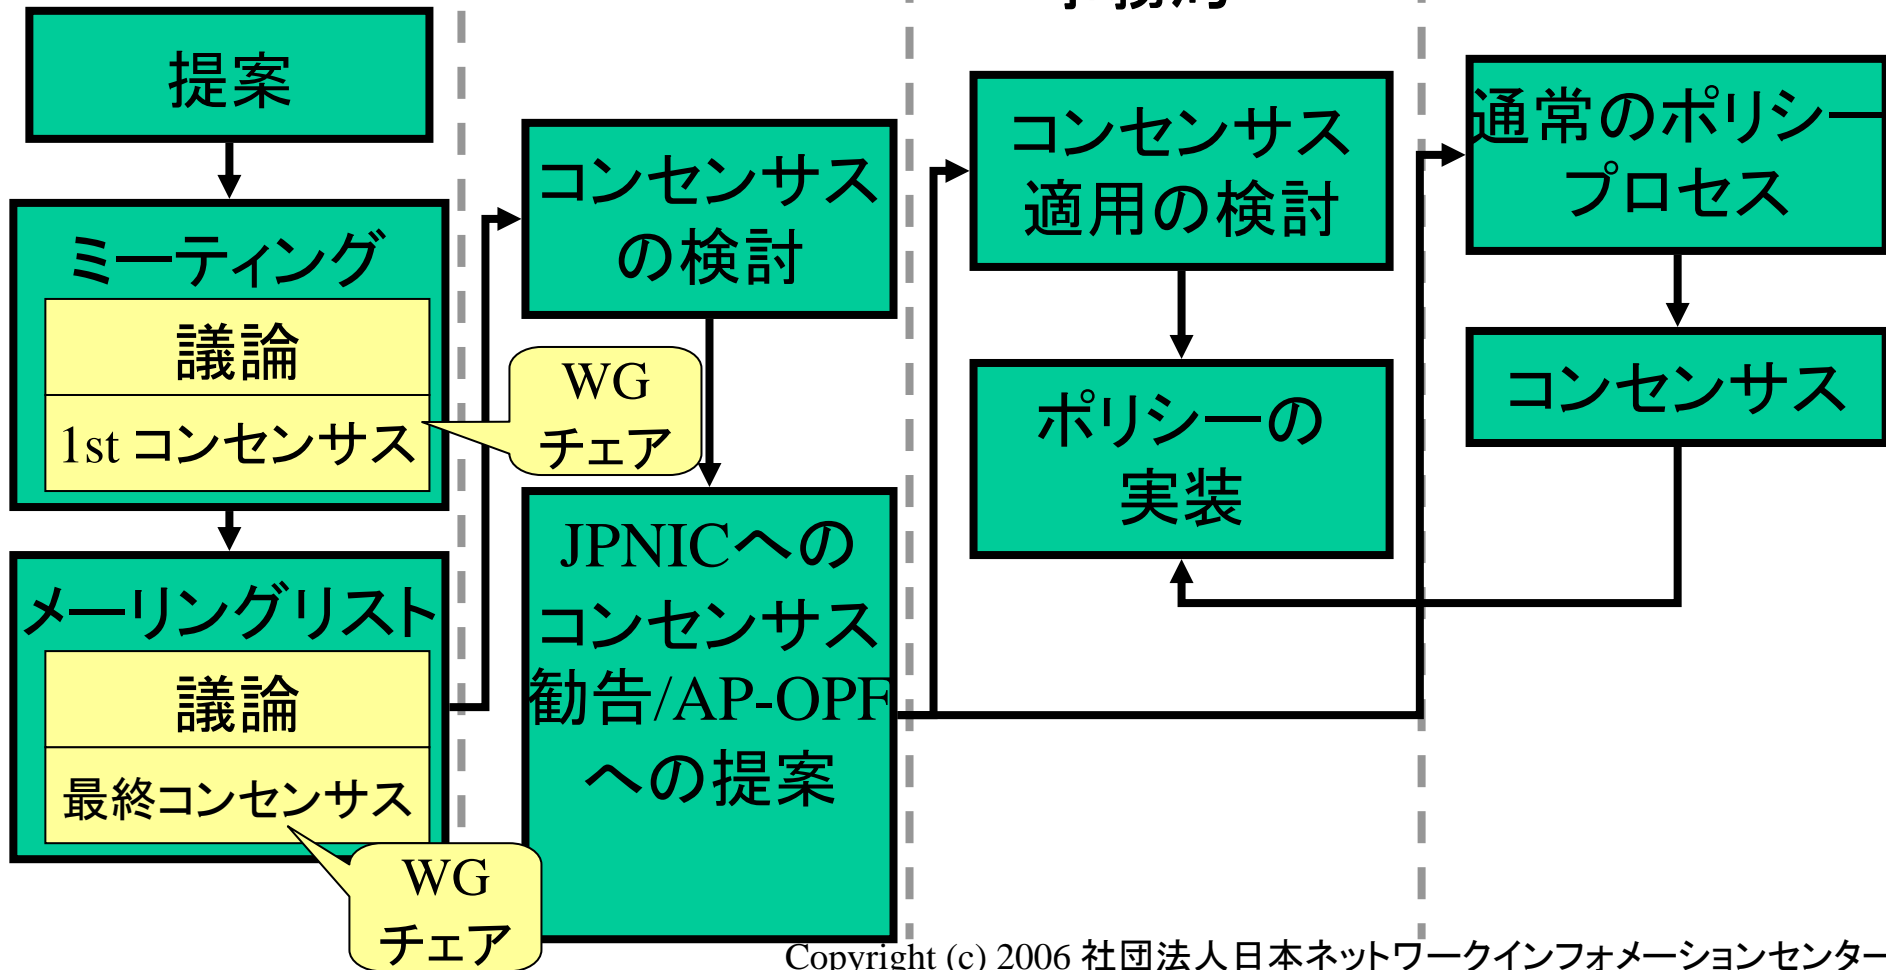 提案
ミーティング
議論
1st コンセンサス
WG
チェア
メーリングリスト
議論
最終コンセンサス
WG
チェア
コンセンサス
の検討
JPNICへの
コンセンサス
勧告/AP-OPF
への提案
コンセンサス
適用の検討
ポリシーの
実装
通常のポリシー
プロセス
コンセンサス
Copyright (c) 2006 社団法人日本ネットワークインフォメーションセンター